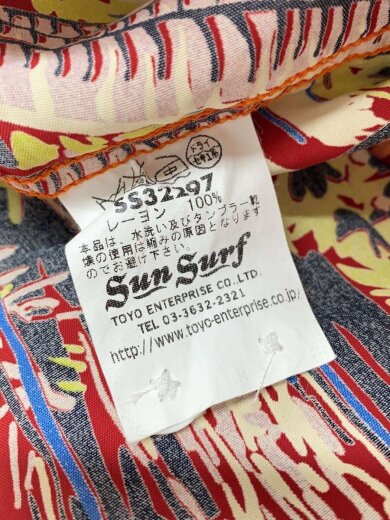 中
ドライ
SS32297
レーヨン 100%
本品は、水洗い及びタンブラー乾
燥の使用は縮みの原因となります
のでお避け下さい。
Sun Surf
TOYO ENTERPRISE CO.,LTD.
TEL 03-3632-2321
http://www.toyo-enterprise.co.jp/